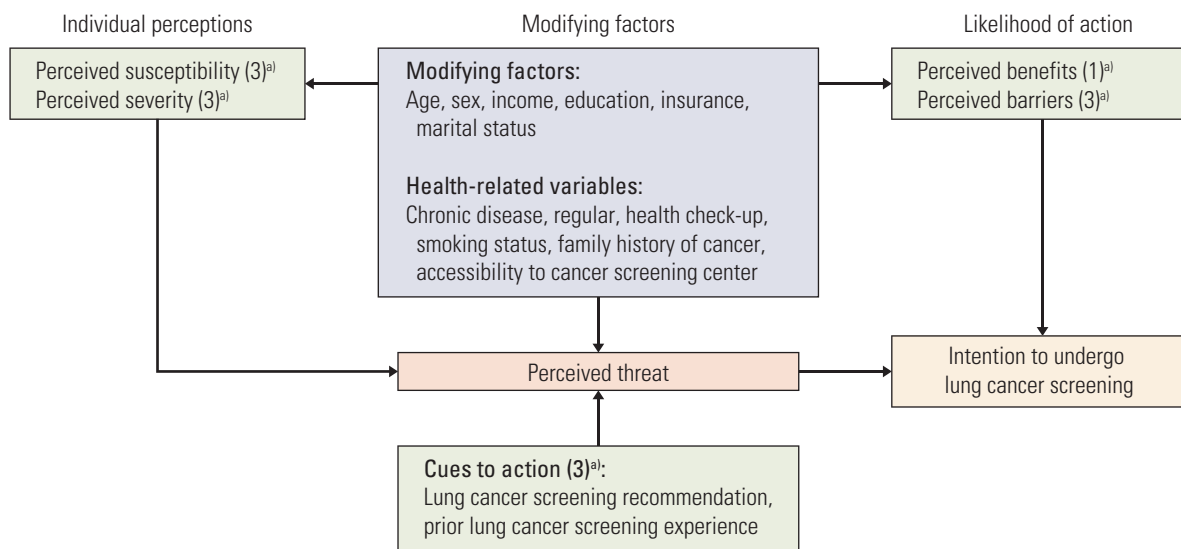 Individual perceptions
Modifying factors
Likelihood of action
Perceived susceptibility (3)a)
Perceived severity (3)a)
Modifying factors:
Age, sex, income, education, insurance,
marital status
Health-related variables:
Chronic disease, regular, health check-up,
smoking status, family history of cancer,
accessibility to cancer screening center
Perceived benefits (1)a)
Perceived barriers (3)a)
Perceived threat
Intention to undergo
lung cancer screening
Cues to action (3)a):
Lung cancer screening recommendation,
prior lung cancer screening experience